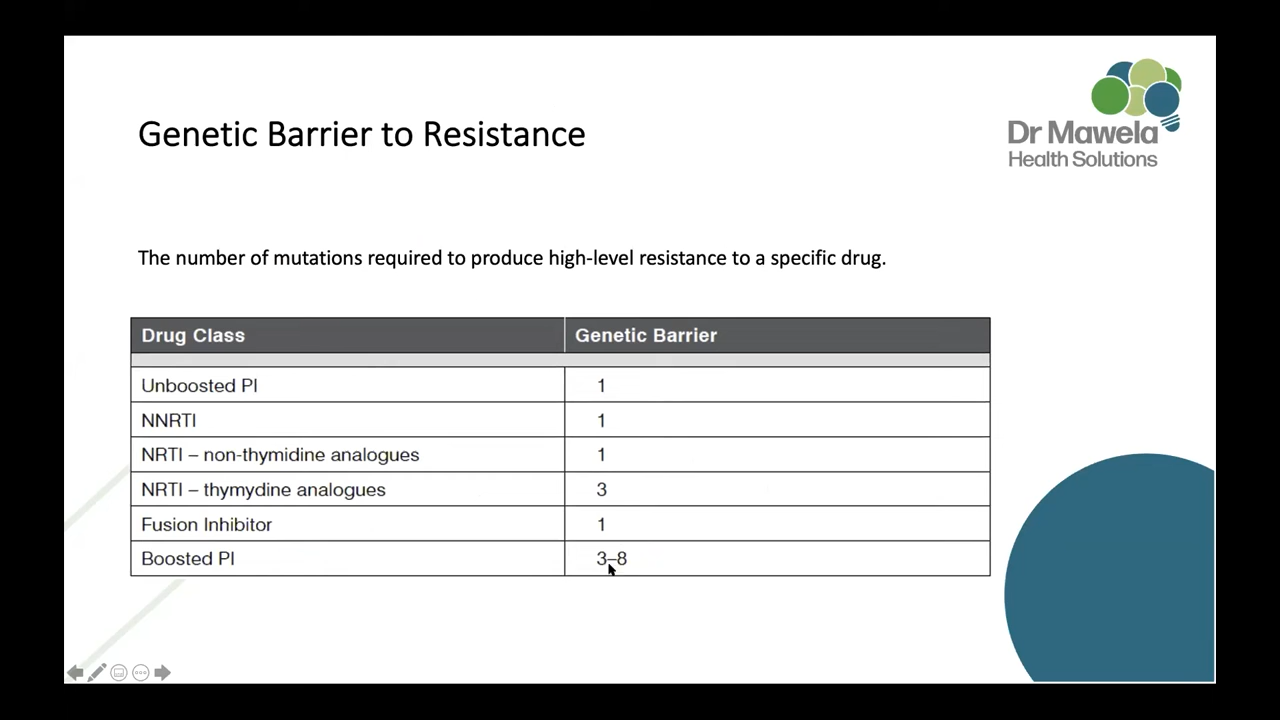 Dr Mawela
Health Solutions
Genetic Barrier to Resistance
The number of mutations required to produce high-level resistance to a specific drug.
Drug Class Genetic Barrier
Unboosted PI 1
NNRTI 1
NRTI – non-thymidine analogues 1
NRTI – thymydine analogues 3
Fusion Inhibitor 1
Boosted PI 3–8